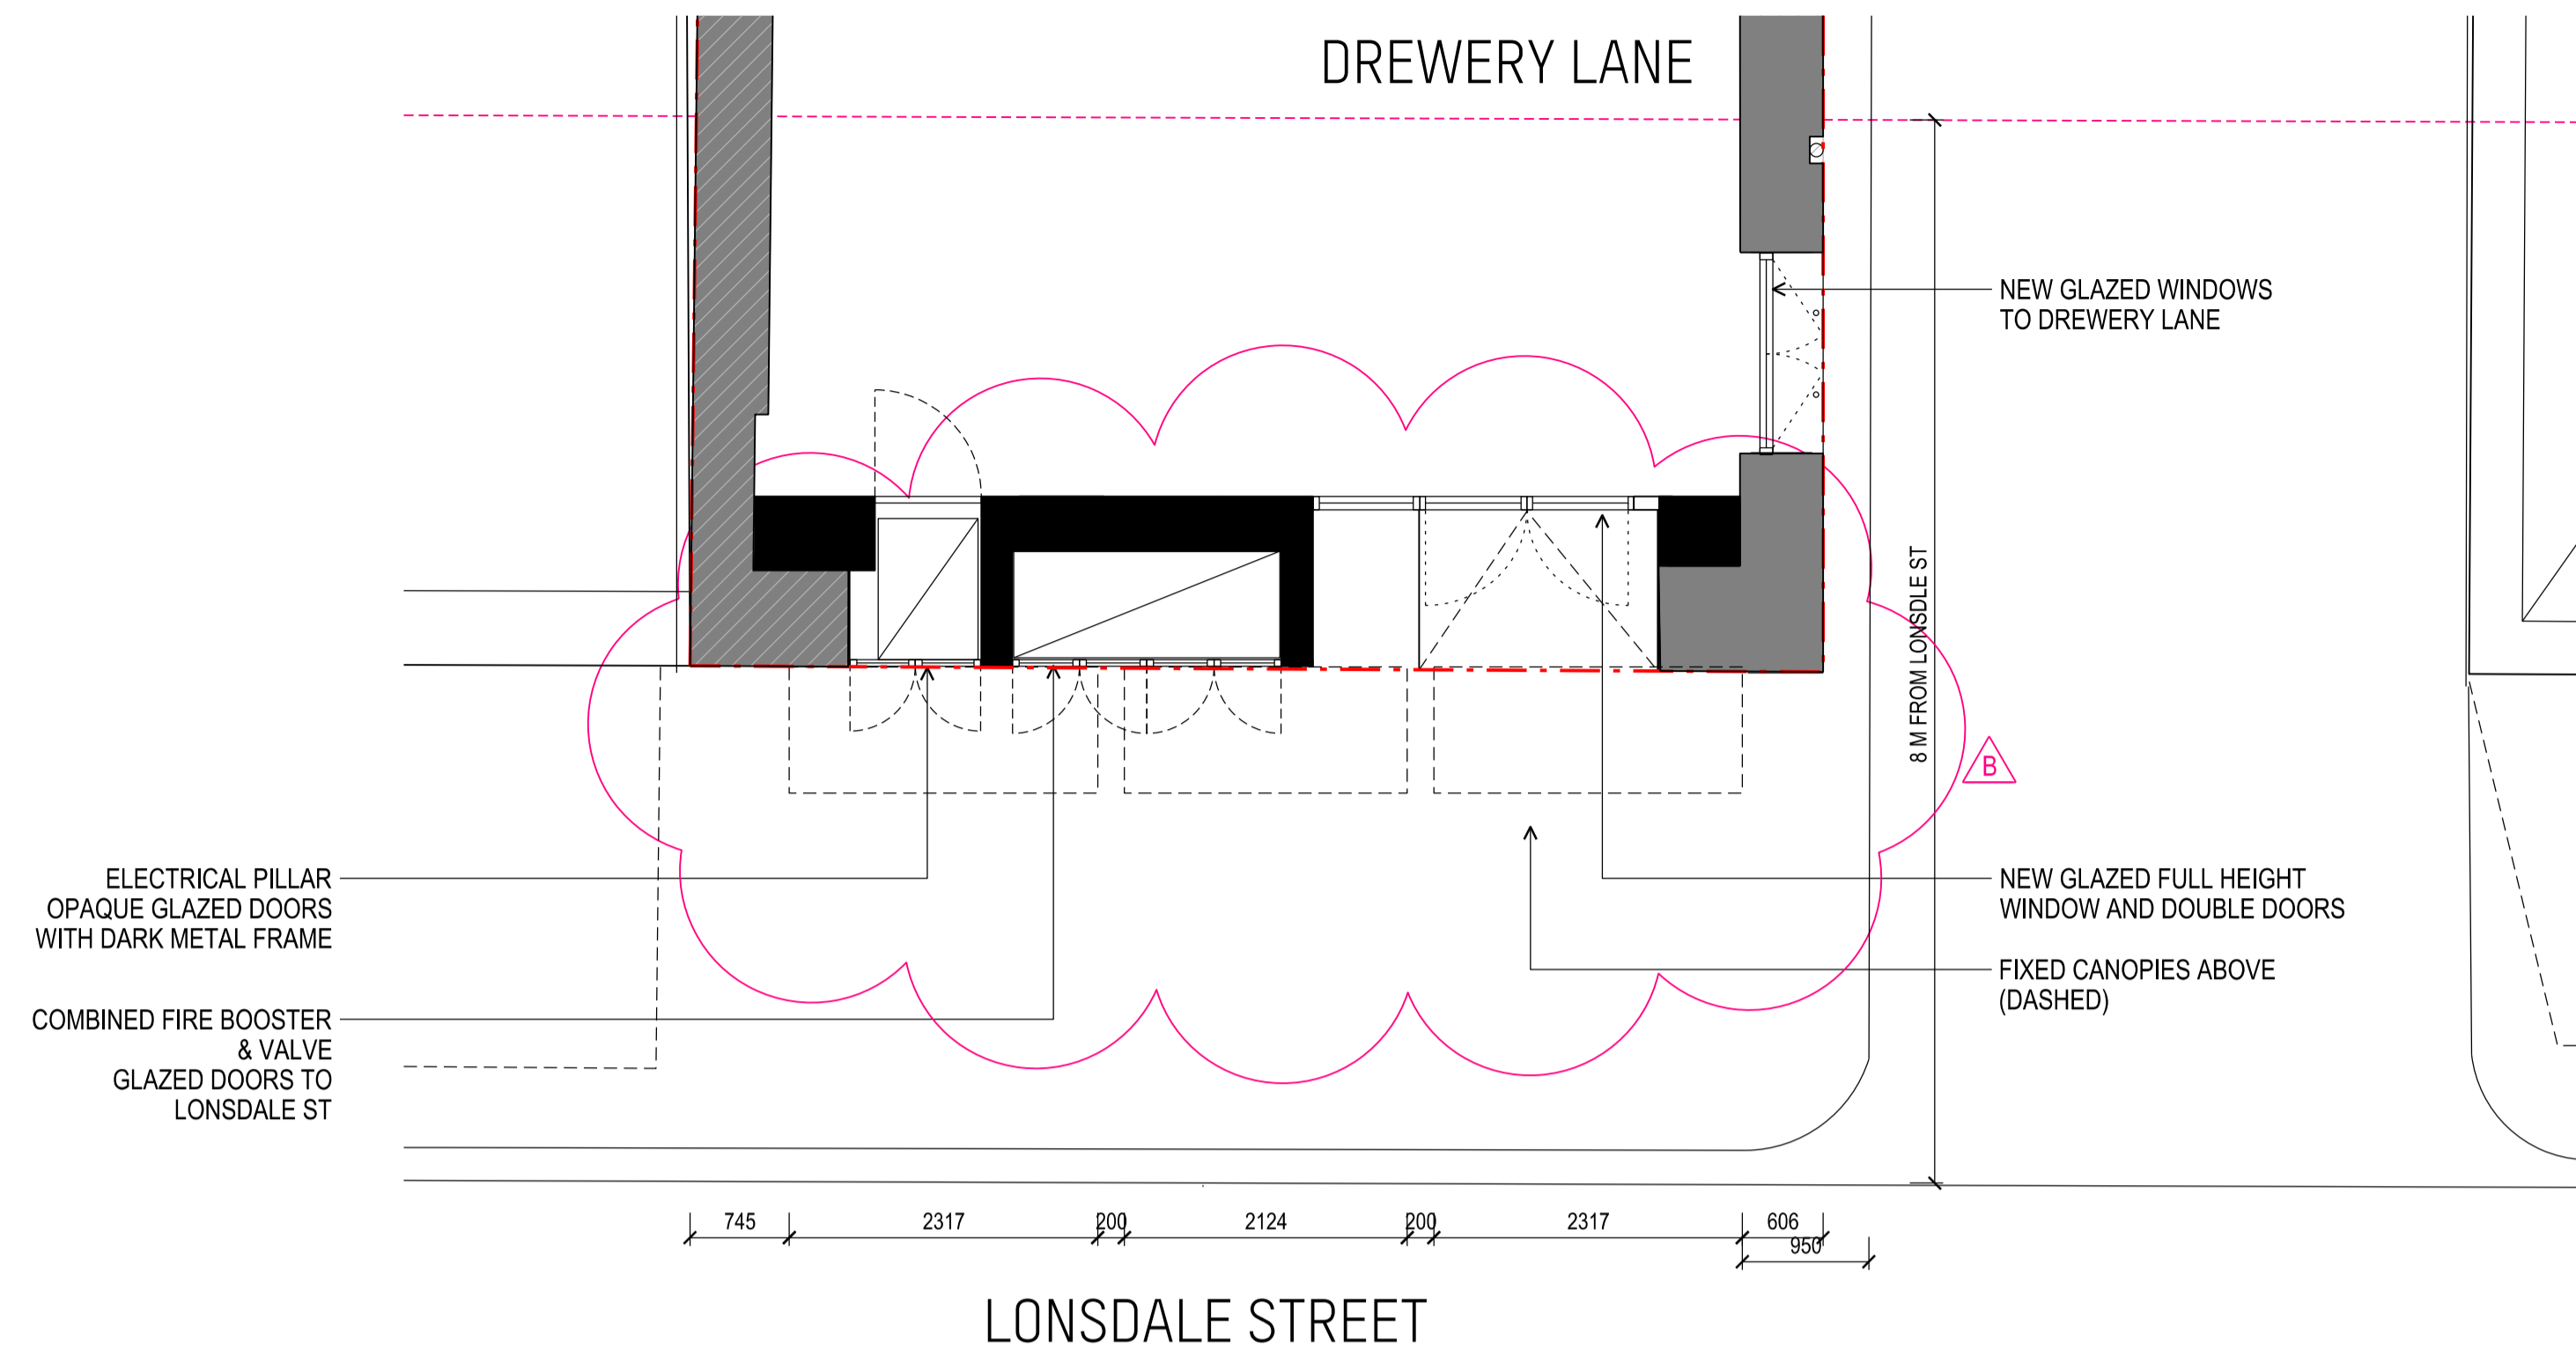 DREWERY LANE
NEW GLAZED WINDOWS
TO DREWERY LANE
8 M FROM LONSDLE ST
B
ELECTRICAL PILLAR
OPAQUE GLAZED DOORS
WITH DARK METAL FRAME
COMBINED FIRE BOOSTER
& VALVE
GLAZED DOORS TO
LONSDALE ST
NEW GLAZED FULL HEIGHT
WINDOW AND DOUBLE DOORS
FIXED CANOPIES ABOVE
(DASHED)
745 2317 200 2124 200 2317 606
950
LONSDALE STREET